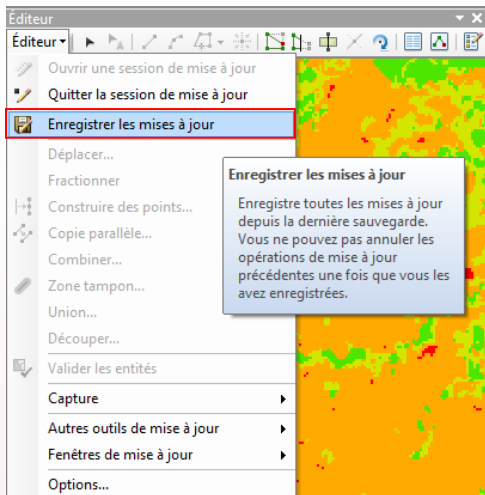 Éditeur
Éditeur
Ouvrir une session de mise à jour
Quitter la session de mise à jour
Enregistrer les mises à jour
Déplacer...
Fractionner
Construire des points...
Copie parallèle...
Combiner...
Zone tampon...
Union...
Découper...
Valider les entités
Capture
Autres outils de mise à jour
Fenêtres de mise à jour
Options...
Enregistrer les mises à jour
Enregistre toutes les mises à jour
depuis la dernière sauvegarde.
Vous ne pouvez pas annuler les
opérations de mise à jour
précédentes une fois que vous les
avez enregistrées.